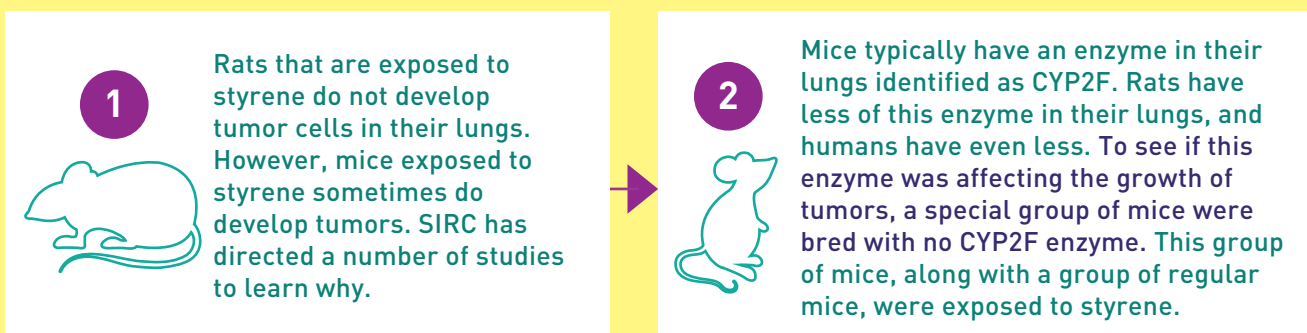 1
Rats that are exposed to
styrene do not develop
tumor cells in their lungs.
However, mice exposed to
styrene sometimes do
develop tumors. SIRC has
directed a number of studies
to learn why.
2
Mice typically have an enzyme in their
lungs identified as CYP2F. Rats have
less of this enzyme in their lungs, and
humans have even less. To see if this
enzyme was affecting the growth of
tumors, a special group of mice were
bred with no CYP2F enzyme. This group
of mice, along with a group of regular
mice, were exposed to styrene.